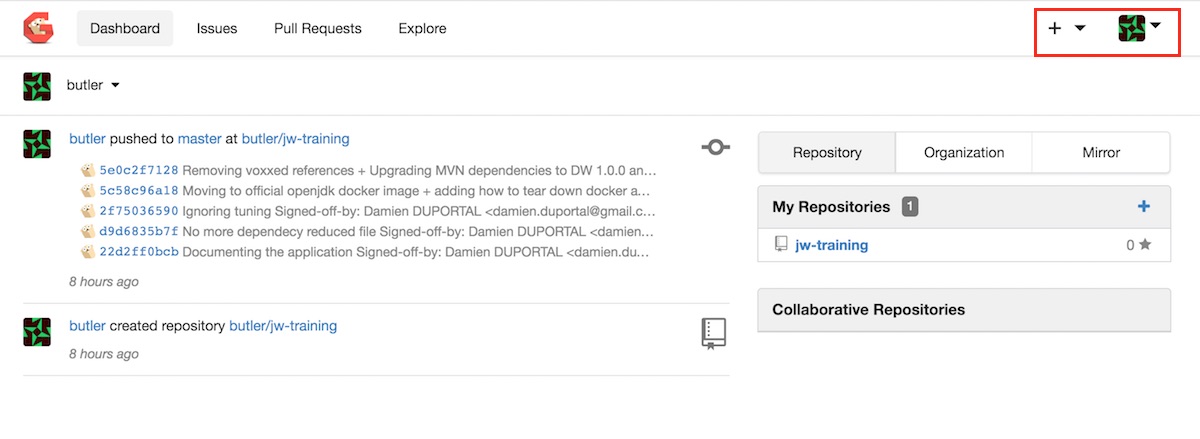 Dashboard Issues Pull Requests Explore
butler
butler pushed to master at butler/jw-training
5e0c2f7128 Removing voxxed references + Upgrading MVN dependencies to DW 1.0.0 an…
5c58c96a18 Moving to official openjdk docker image + adding how to tear down docker a…
2f75036590 Ignoring tuning Signed-off-by: Damien DUPORTAL <damien.duportal@gmail.c…
d9d6835b7f No more dependecy reduced file Signed-off-by: Damien DUPORTAL <damien…
22d2ff0bcb Documenting the application Signed-off-by: Damien DUPORTAL <damien.du…
8 hours ago
butler created repository butler/jw-training
8 hours ago
Repository Organization Mirror
My Repositories 1
jw-training 0
Collaborative Repositories